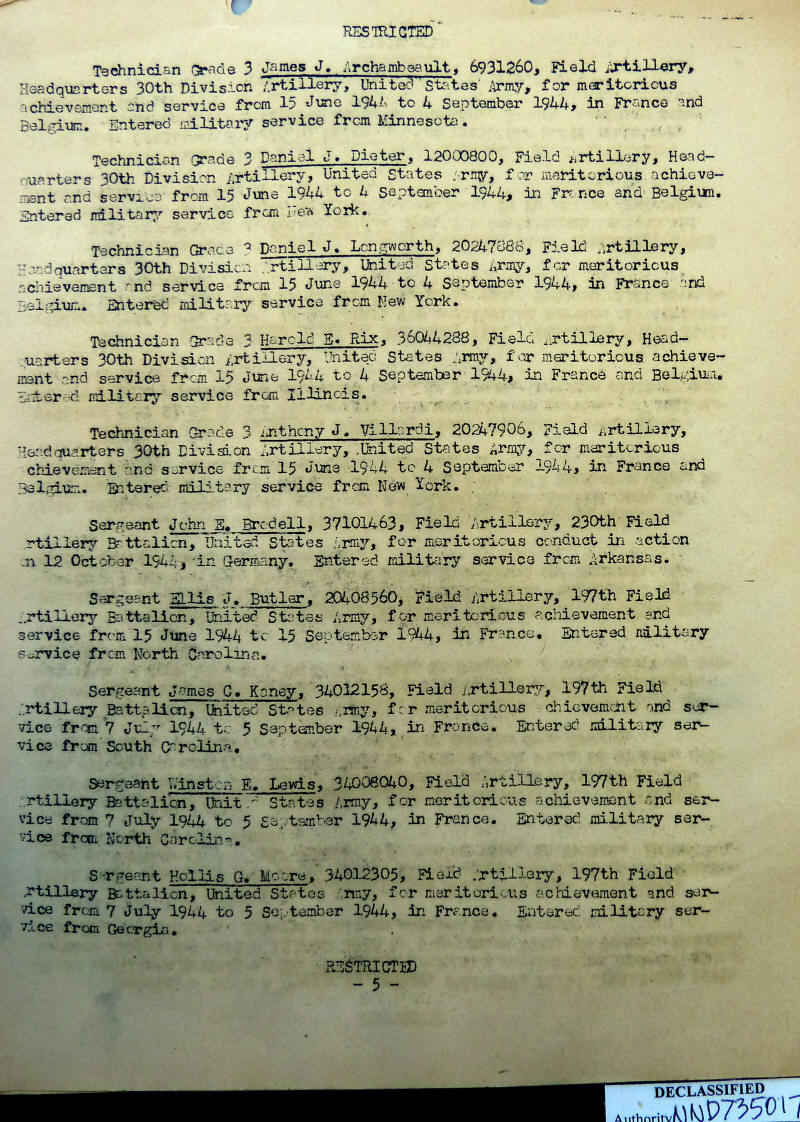 RESTRICTED
Technician Grade 3 James J. Archambeault, 6931260, Field Artillery,
Headquarters 30th Division Artillery, United States Army, for meritorious
achievement and service from 15 June 1944 to 4 September 1944, in France and
Belgium. Entered military service from Minnesota.
Technician Grade 3 Daniel J. Dieter, 12000800, Field Artillery, Head-
quarters 30th Division Artillery, United States Army, for meritorious achieve-
ment and service from 15 June 1944 to 4 September 1944, in France and Belgium.
Entered military service from New York.
Technician Grade 3 Daniel J. Longworth, 20247888, Field Artillery,
Headquarters 30th Division Artillery, United States Army, for meritorious
achievement and service from 15 June 1944 to 4 September 1944, in France and
Belgium. Entered military service from New York.
Technician Grade 3 Harold E. Rix, 36044288, Field Artillery, Head-
quarters 30th Division Artillery, United States Army, for meritorious achieve-
ment and service from 15 June 1944 to 4 September 1944, in France and Belgium.
Entered military service from Illinois.
Technician Grade 3 Anthony J. Villardi, 20247906, Field Artillery,
Headquarters 30th Division Artillery, United States Army, for meritorious
achievement and service from 15 June 1944 to 4 September 1944, in France and
Belgium. Entered military service from New York.
Sergeant John E. Bredell, 37101463, Field Artillery, 230th Field
Artillery Battalion, United States Army, for meritorious conduct in action
on 12 October 1944, in Germany. Entered military service from Arkansas.
Sergeant Ellis J. Butler, 20408560, Field Artillery, 197th Field
Artillery Battalion, United States Army, for meritorious achievement and
service from 15 June 1944 to 15 September 1944, in France. Entered military
service from North Carolina.
Sergeant James C. Koney, 34012158, Field Artillery, 197th Field
Artillery Battalion, United States Army, for meritorious achievement and ser-
vice from 7 July 1944 to 5 September 1944, in France. Entered military ser-
vice from South Carolina.
Sergeant Winston E. Lewis, 34008040, Field Artillery, 197th Field
Artillery Battalion, United States Army, for meritorious achievement and ser-
vice from 7 July 1944 to 5 September 1944, in France. Entered military ser-
vice from North Carolina.
Sergeant Hollis G. Moore, 34012305, Field Artillery, 197th Field
Artillery Battalion, United States Army, for meritorious achievement and ser-
vice from 7 July 1944 to 5 September 1944, in France. Entered military ser-
vice from Georgia.
RESTRICTED
- 5 -
DECLASSIFIED
Authority NND735017